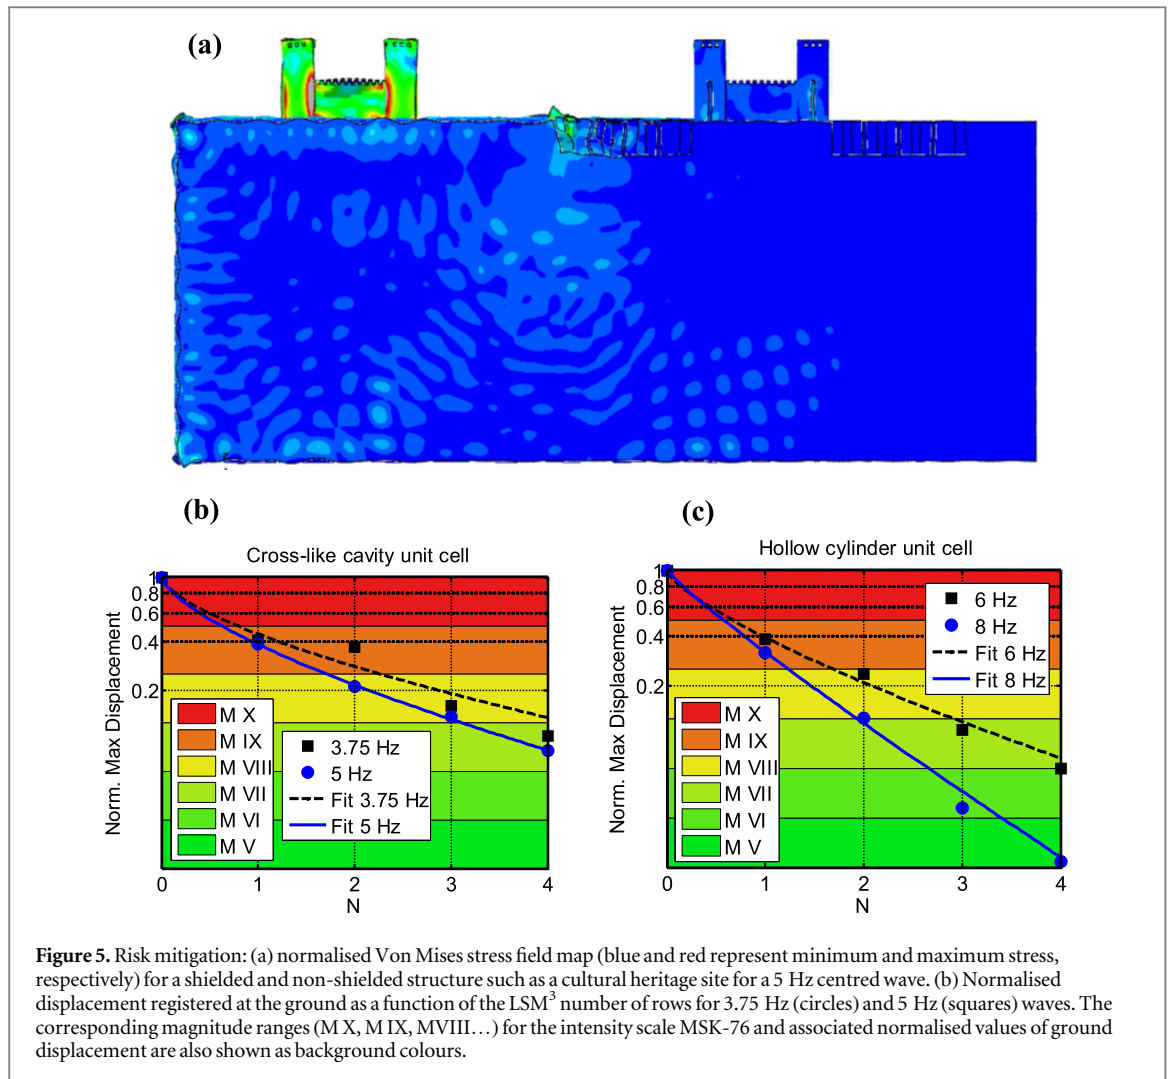 (a)
(b)
(c)
Cross-like cavity unit cell
Norm. Max Displacement
1
0.8
0.6
0.4
0.2
M X
M IX
M VIII
M VII
M VI
M V
3.75 Hz
5 Hz
Fit 3.75 Hz
Fit 5 Hz
0 1 2 3 4
N
Hollow cylinder unit cell
Norm. Max Displacement
1
0.8
0.6
0.4
0.2
6 Hz
8 Hz
Fit 6 Hz
Fit 8 Hz
M X
M IX
M VIII
M VII
M VI
M V
0 1 2 3 4
N
Figure 5. Risk mitigation: (a) normalised Von Mises stress field map (blue and red represent minimum and maximum stress,
respectively) for a shielded and non-shielded structure such as a cultural heritage site for a 5 Hz centred wave. (b) Normalised
displacement registered at the ground as a function of the LSM³ number of rows for 3.75 Hz (circles) and 5 Hz (squares) waves. The
corresponding magnitude ranges (M X, M IX, MVIII…) for the intensity scale MSK-76 and associated normalised values of ground
displacement are also shown as background colours.